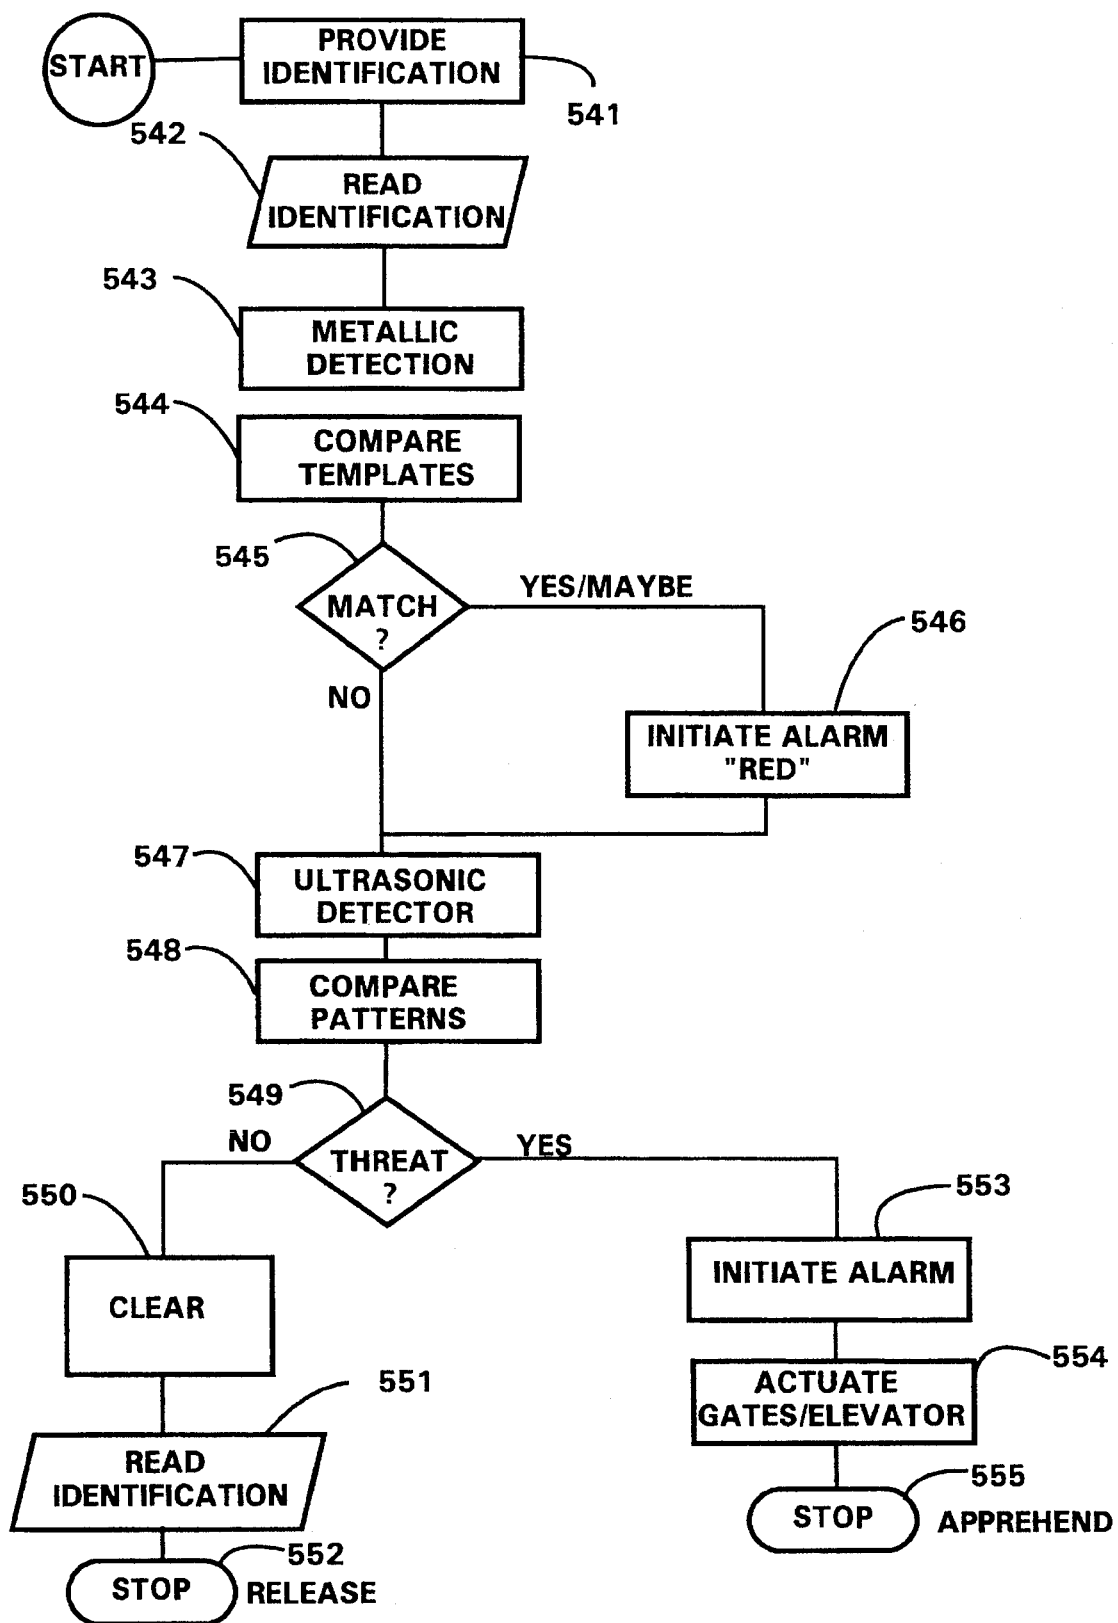 START
PROVIDE
IDENTIFICATION
541
542
READ
IDENTIFICATION
543
METALLIC
DETECTION
544
COMPARE
TEMPLATES
545
MATCH
?
YES/MAYBE
546
NO
INITIATE ALARM
"RED"
547
ULTRASONIC
DETECTOR
548
COMPARE
PATTERNS
549
NO
THREAT
?
YES
550
CLEAR
553
INITIATE ALARM
551
READ
IDENTIFICATION
554
ACTUATE
GATES/ELEVATOR
555
STOP
APPREHEND
552
STOP
RELEASE